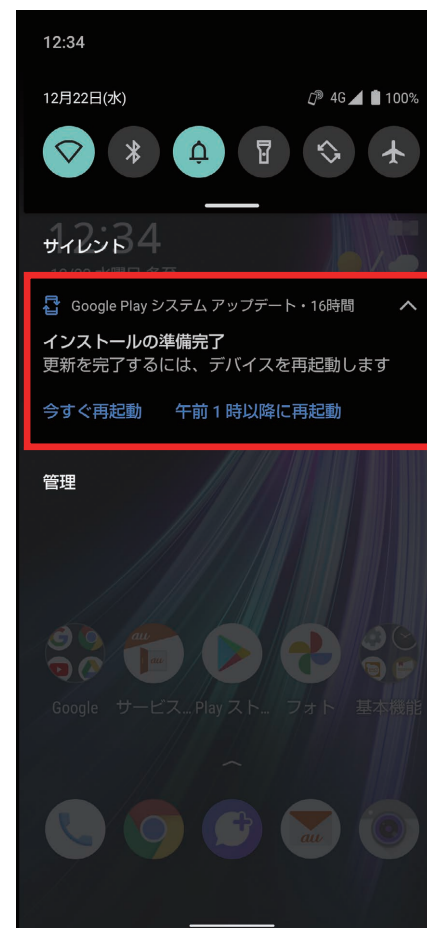 12:34
12月22日(水)
4G
100%
12:34
サイレント
Google Play システム アップデート・16時間
インストールの準備完了
更新を完了するには、デバイスを再起動します
今すぐ再起動 午前1時以降に再起動
管理
au
au
Google サービス… Play スト… フォト 基本機能
au